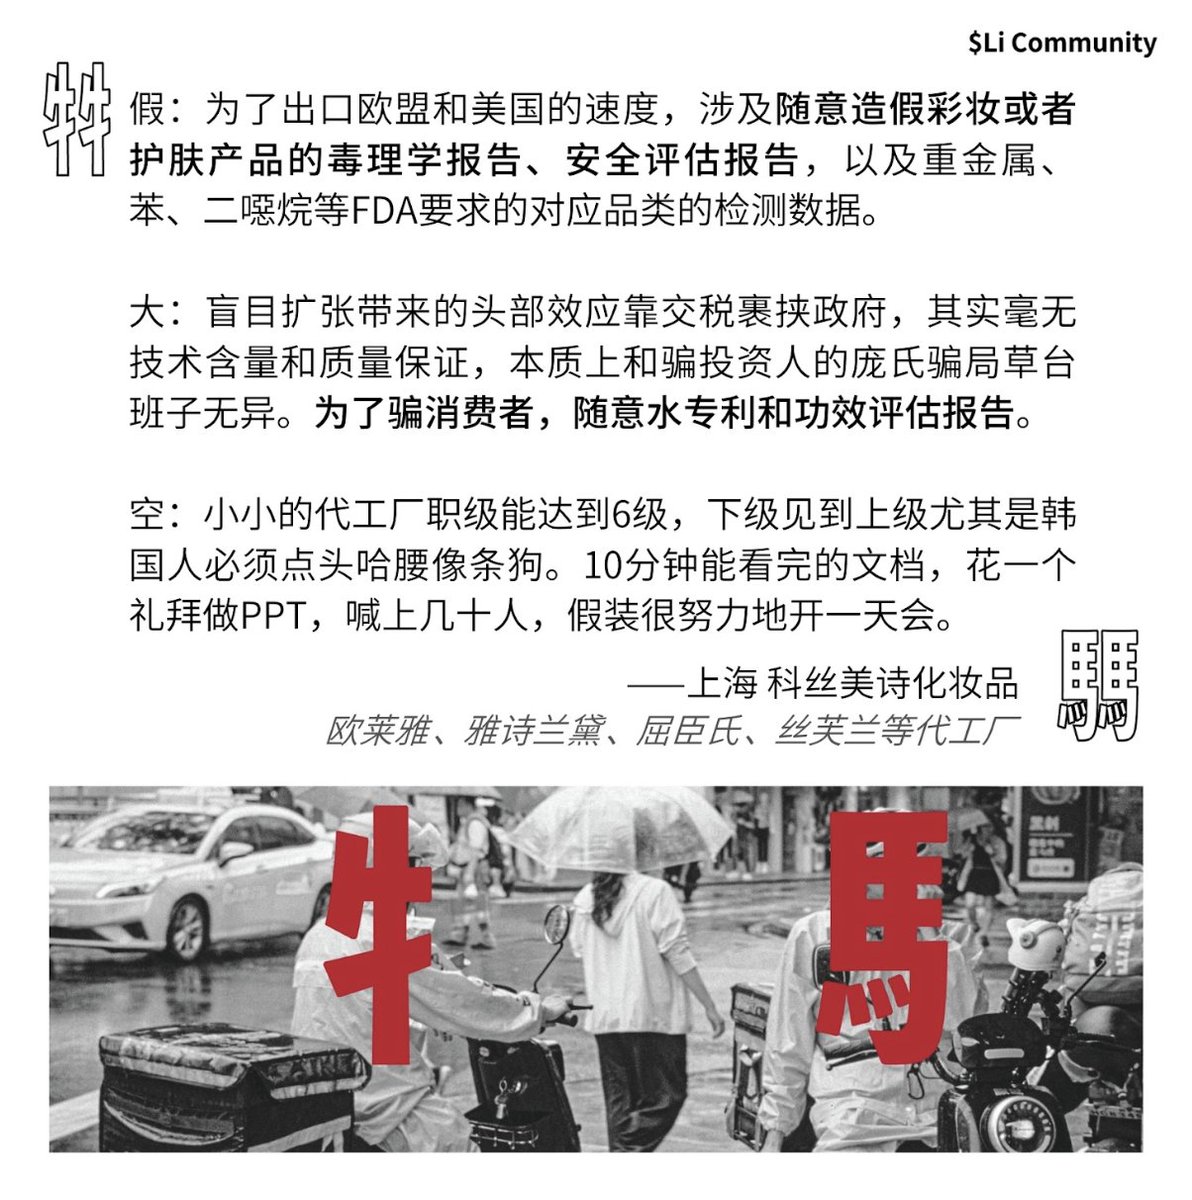 $Li Community
牜牜
假：为了出口欧盟和美国的速度，涉及随意造假彩妆或者
护肤产品的毒理学报告、安全评估报告，以及重金属、
苯、二噁烷等FDA要求的对应品类的检测数据。
大：盲目扩张带来的头部效应靠交税裹挟政府，其实毫无
技术含量和质量保证，本质上和骗投资人的庞氏骗局草台
班子无异。为了骗消费者，随意水专利和功效评估报告。
空：小小的代工厂职级能达到6级，下级见到上级尤其是韩
国人必须点头哈腰像条狗。10分钟能看完的文档，花一个
礼拜做PPT，喊上几十人，假装很努力地开一天会。
——上海 科丝美诗化妆品
馬馬
欧莱雅、雅诗兰黛、屈臣氏、丝芙兰等代工厂
牜 馬